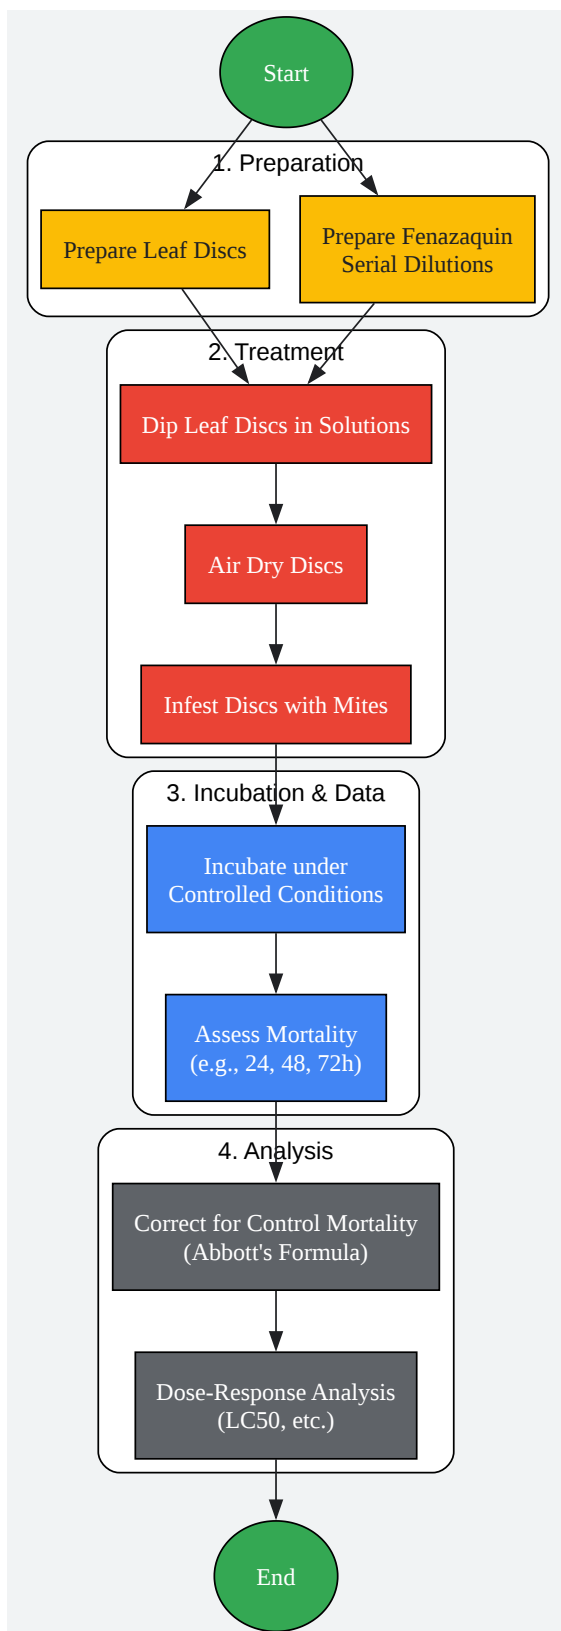 Start
1. Preparation
Prepare Leaf Discs
Prepare Fenazaquin
Serial Dilutions
2. Treatment
Dip Leaf Discs in Solutions
Air Dry Discs
Infest Discs with Mites
3. Incubation & Data
Incubate under
Controlled Conditions
Assess Mortality
(e.g., 24, 48, 72h)
4. Analysis
Correct for Control Mortality
(Abbott's Formula)
Dose-Response Analysis
(LC50, etc.)
End